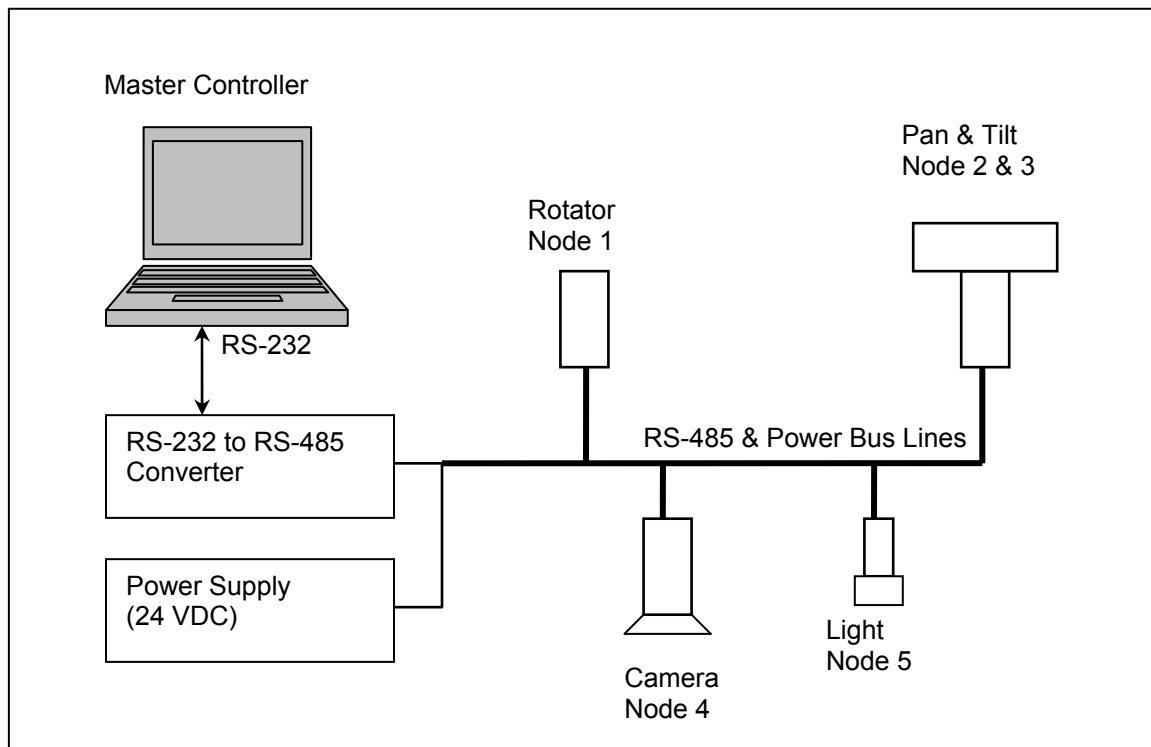 Master Controller
Pan & Tilt
Node 2 & 3
Rotator
Node 1
RS-232
RS-232 to RS-485
Converter
RS-485 & Power Bus Lines
Power Supply
(24 VDC)
Light
Node 5
Camera
Node 4